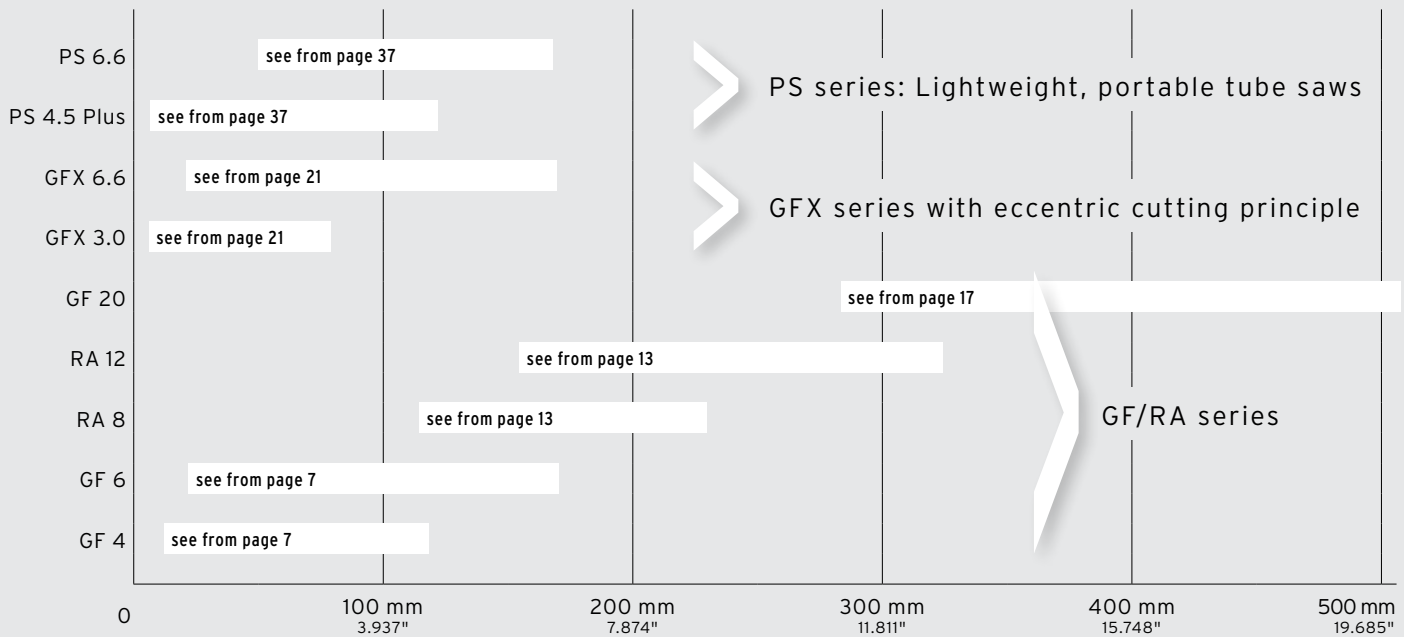 PS 6.6
see from page 37
PS series: Lightweight, portable tube saws
PS 4.5 Plus
see from page 37
GFX 6.6
see from page 21
GFX series with eccentric cutting principle
GFX 3.0
see from page 21
GF 20
see from page 17
RA 12
see from page 13
RA 8
see from page 13
GF/RA series
GF 6
see from page 7
GF 4
see from page 7
0
100 mm
3.937"
200 mm
7.874"
300 mm
11.811"
400 mm
15.748"
500 mm
19.685"